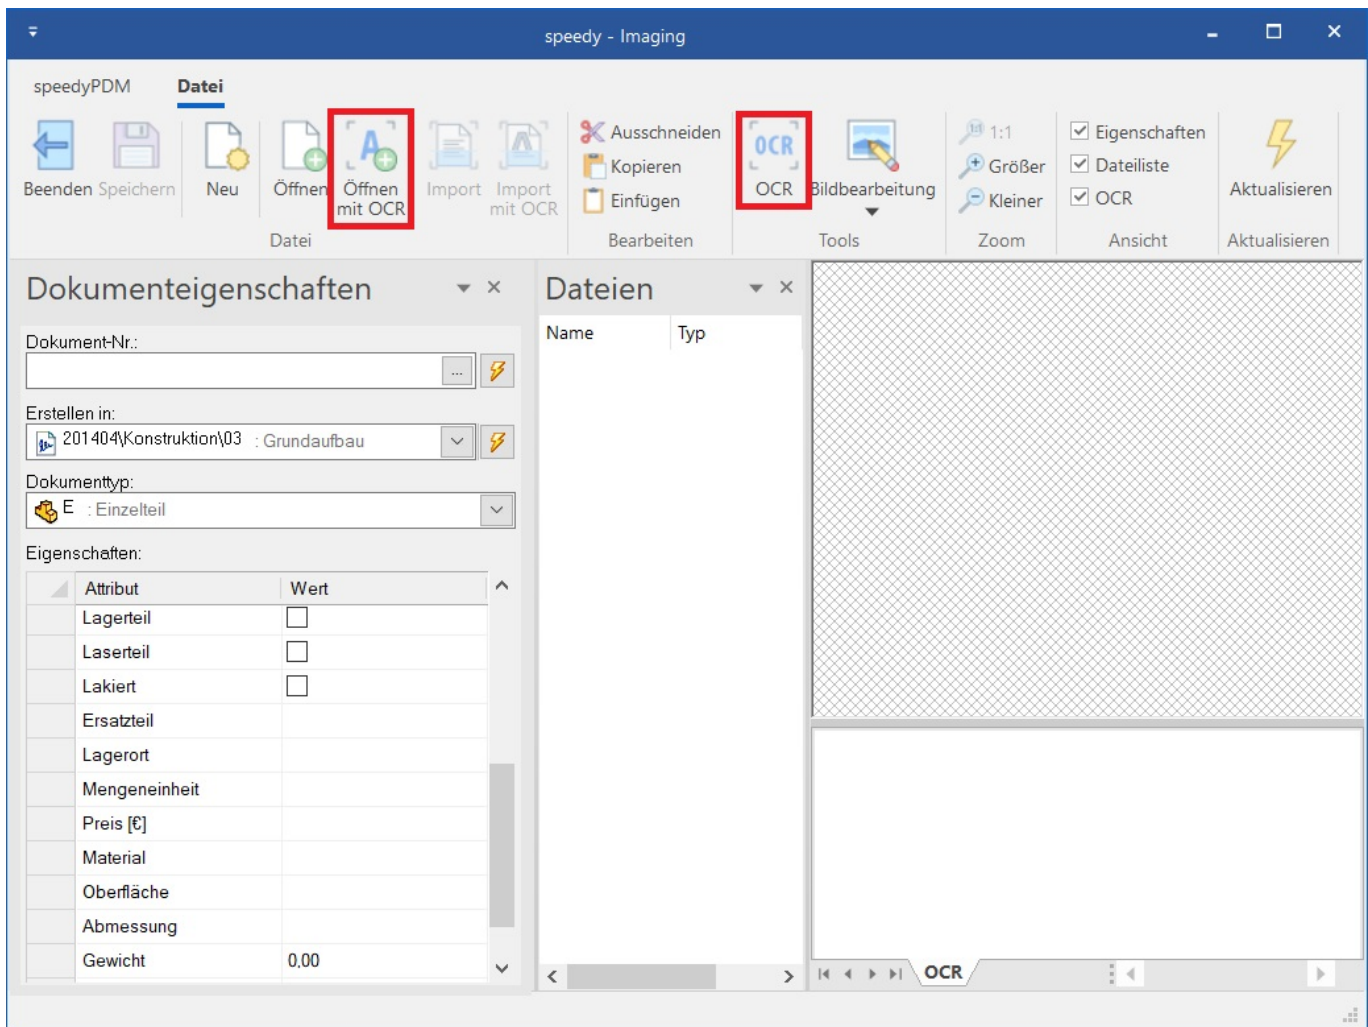 speedy - Imaging
speedyPDM Datei
Beenden Speichern Neu Öffnen Öffnen mit OCR Import Import mit OCR
Datei
Ausschneiden
Kopieren
Einfügen
Bearbeiten
OCR
OCR Bildbearbeitung
Tools
1:1 1:1
Größer
Kleiner
Zoom
Eigenschaften
Dateiliste
OCR
Ansicht
Aktualisieren
Aktualisieren
Dokumenteigenschaften
Dokument-Nr.:
...
Erstellen in:
201404\Konstruktion\03 : Grundaufbau
Dokumenttyp:
E : Einzelteil
Eigenschaften:
Attribut Wert
Lagerteil
Laserteil
Lakiert
Ersatzteil
Lagerort
Mengeneinheit
Preis [€]
Material
Oberfläche
Abmessung
Gewicht 0,00
Dateien
Name Typ
OCR